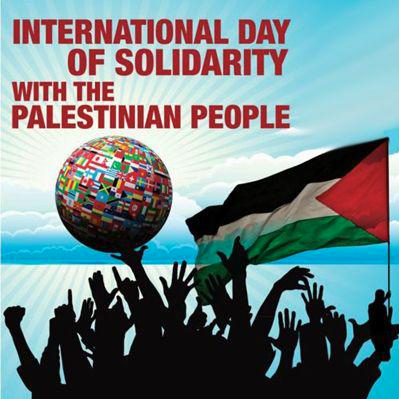 INTERNATIONAL DAY
OF SOLIDARITY
WITH THE
PALESTINIAN PEOPLE